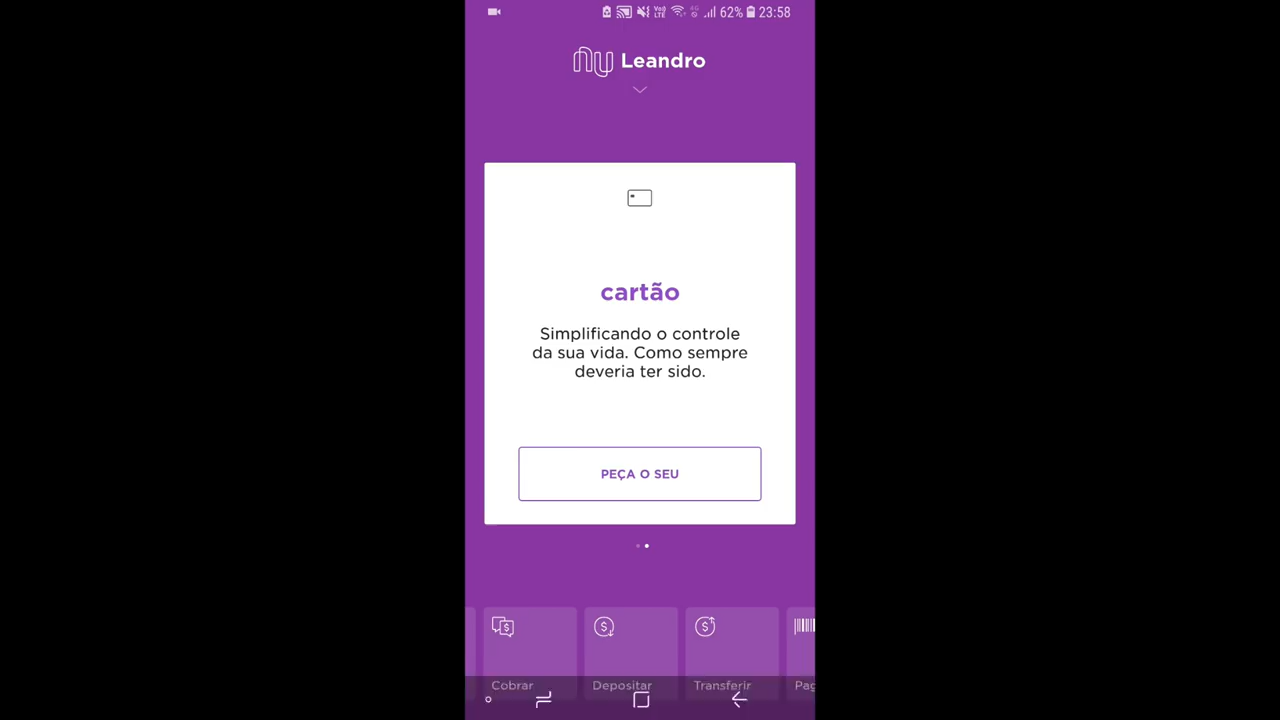 62% 23:58
nu Leandro
cartão
Simplificando o controle
da sua vida. Como sempre
deveria ter sido.
PEÇA O SEU
Cobrar Depositar Transferir